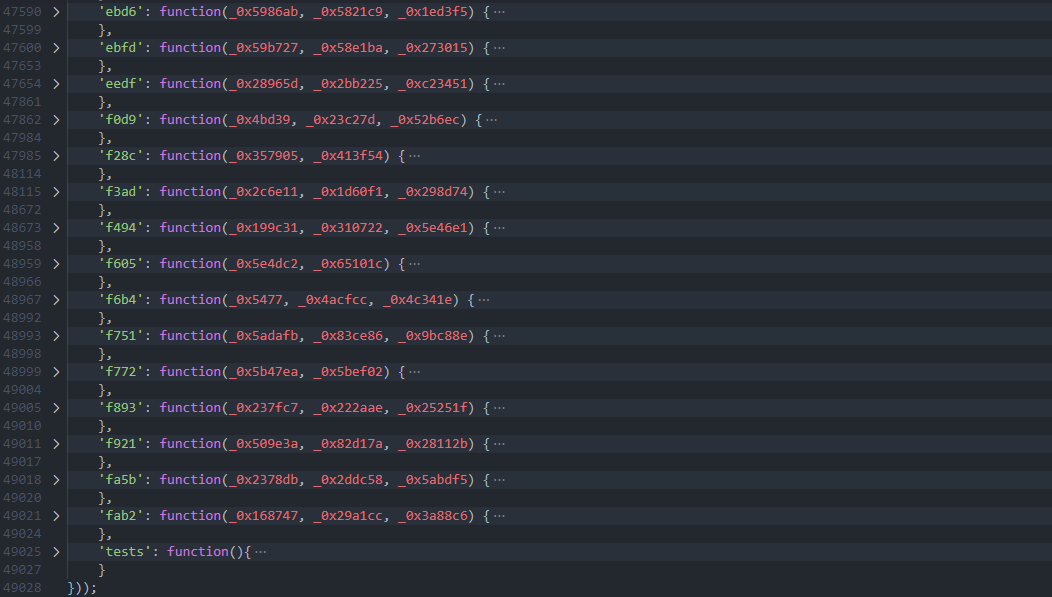 47590 > 'ebd6': function(_0x5986ab, _0x5821c9, _0x1ed3f5) {···
47599 },
47600 > 'ebfd': function(_0x59b727, _0x58e1ba, _0x273015) {···
47653 },
47654 > 'eedf': function(_0x28965d, _0x2bb225, _0xc23451) {···
47861 },
47862 > 'f0d9': function(_0x4bd39, _0x23c27d, _0x52b6ec) {···
47984 },
47985 > 'f28c': function(_0x357905, _0x413f54) {···
48114 },
48115 > 'f3ad': function(_0x2c6e11, _0x1d60f1, _0x298d74) {···
48672 },
48673 > 'f494': function(_0x199c31, _0x310722, _0x5e46e1) {···
48958 },
48959 > 'f605': function(_0x5e4dc2, _0x65101c) {···
48966 },
48967 > 'f6b4': function(_0x5477, _0x4acfcc, _0x4c341e) {···
48992 },
48993 > 'f751': function(_0x5adafb, _0x83ce86, _0x9bc88e) {···
48998 },
48999 > 'f772': function(_0x5b47ea, _0x5bef02) {···
49004 },
49005 > 'f893': function(_0x237fc7, _0x222aae, _0x25251f) {···
49010 },
49011 > 'f921': function(_0x509e3a, _0x82d17a, _0x28112b) {···
49017 },
49018 > 'fa5b': function(_0x2378db, _0x2ddc58, _0x5abdf5) {···
49020 },
49021 > 'fab2': function(_0x168747, _0x29a1cc, _0x3a88c6) {···
49024 },
49025 > 'tests': function(){···
49027 }
49028 }));